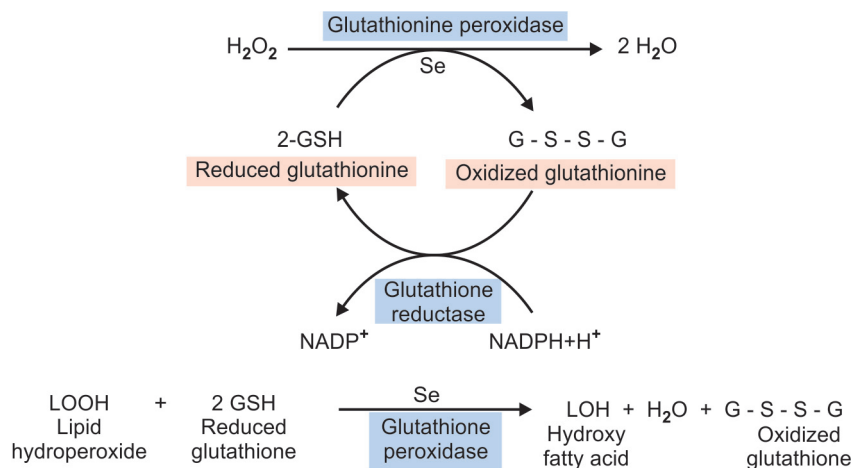 Glutathionine peroxidase
H₂O₂ 2 H₂O
Se
2-GSH G - S - S - G
Reduced glutathionine Oxidized glutathionine
Glutathione
reductase
NADP⁺ NADPH+H⁺
LOOH + 2 GSH Se LOH + H₂O + G - S - S - G
Lipid Reduced Glutathione Hydroxy Oxidized
hydroperoxide glutathione peroxidase fatty acid glutathione